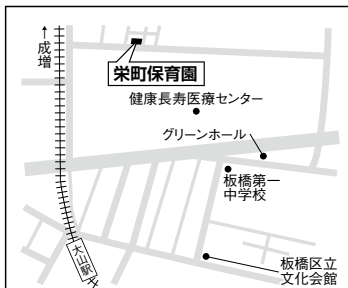 ↑成増
栄町保育園
健康長寿医療センター
グリーンホール
板橋第一
中学校
大山駅
板橋区立
文化会館